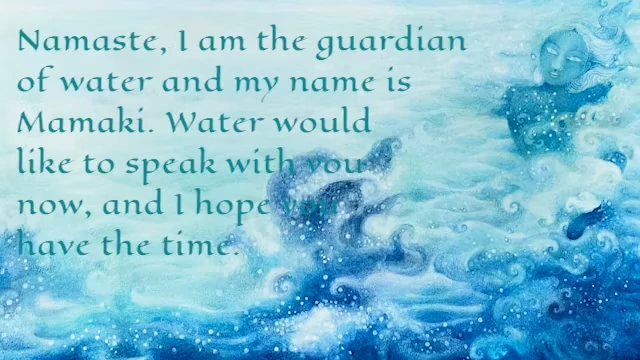 Namaste, I am the guardian
of water and my name is
Mamaki. Water would
like to speak with you
now, and I hope you
have the time.